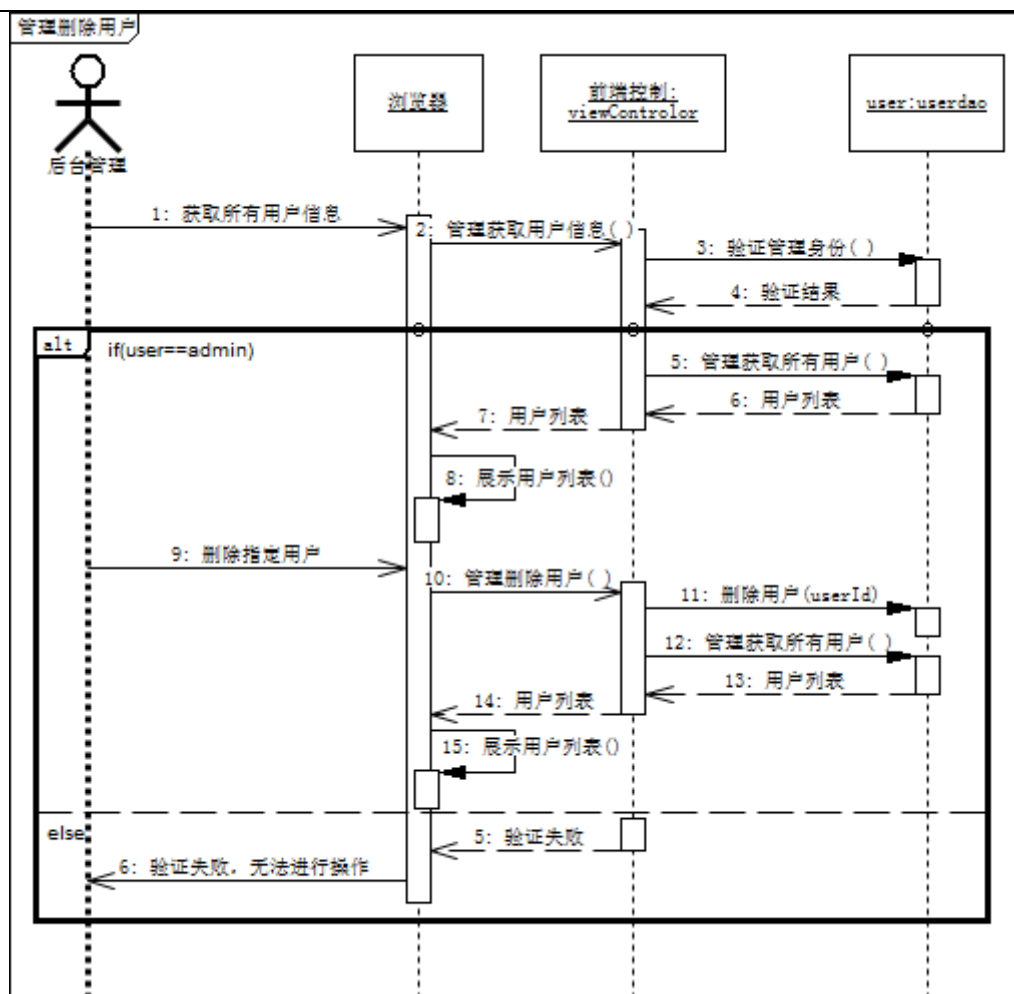 管理删除用户
后台管理
浏览器
前端控制:
viewControlor
user:userdao
1: 获取所有用户信息
2: 管理获取用户信息( )
3: 验证管理身份( )
4: 验证结果
alt
if(user==admin)
5: 管理获取所有用户( )
6: 用户列表
7: 用户列表
8: 展示用户列表()
9: 删除指定用户
10: 管理删除用户( )
11: 删除用户(userId)
12: 管理获取所有用户( )
13: 用户列表
14: 用户列表
15: 展示用户列表()
else
5: 验证失败
6: 验证失败，无法进行操作